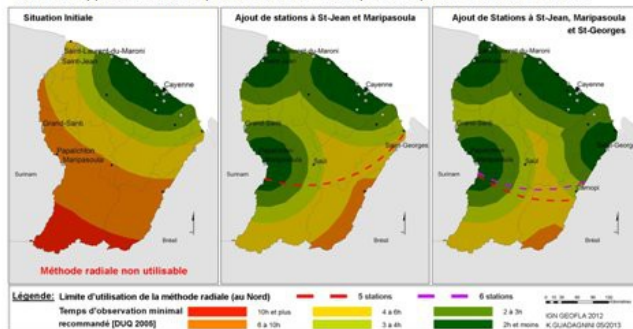 Situation Initiale
Saint-Laurent-du-Maroni
Saint-Jean
Cayenne
Grand-Santi
Papaichton
Maripasoula
Surinam
Brésil
Méthode radiale non utilisable
Ajout de stations à St-Jean et Maripasoula
Cayenne
Saül
Saint-Georges
Surinam
Brésil
Ajout de Stations à St-Jean, Maripasoula
et St-Georges
Cayenne
Saül
Camopi
Surinam
Brésil
Légende: Limite d'utilisation de la méthode radiale (au Nord)
5 stations
6 stations
Temps d'observation minimal
recommandé [DUQ 2005]
10h et plus
6 à 10h
4 à 6h
3 à 4h
2 à 3h
2h et moins
IGN GEOFLA 2012
K.GUADAGNINI 05/2013